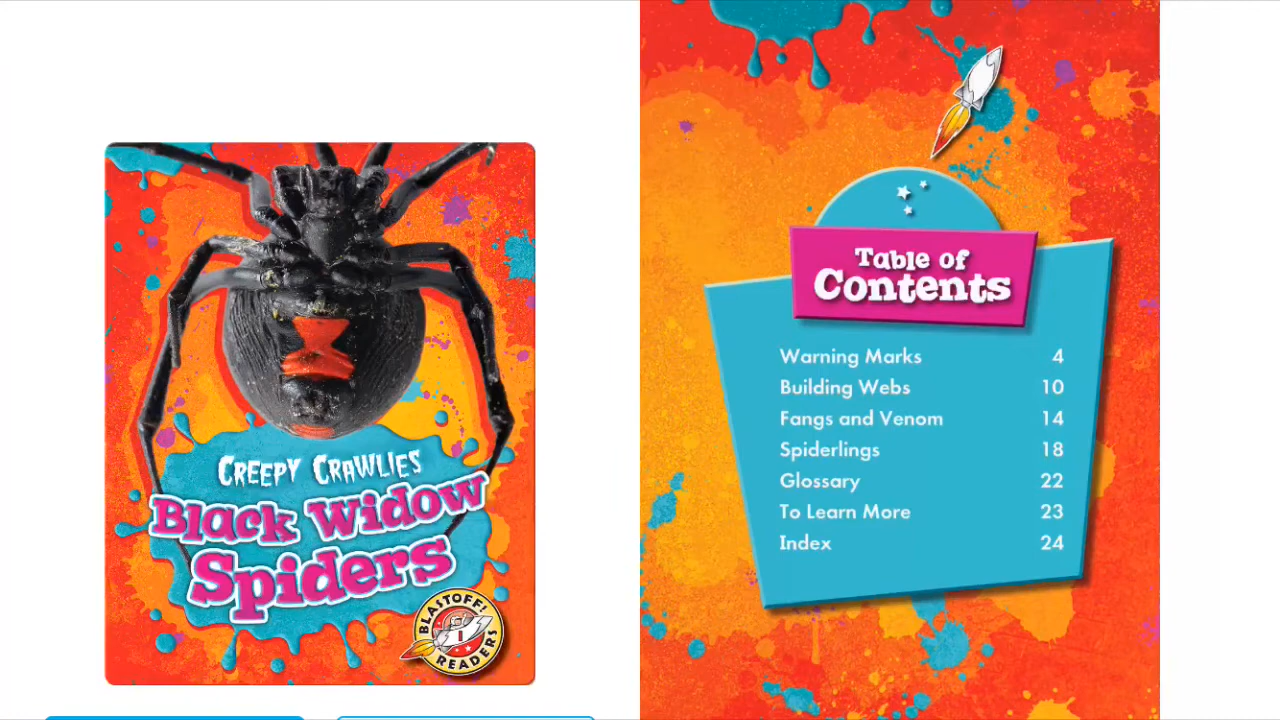 CREEPY CRAWLIES
Black Widow
Spiders
BLASTOFF!
1
READERS
Table of
Contents
Warning Marks 4
Building Webs 10
Fangs and Venom 14
Spiderlings 18
Glossary 22
To Learn More 23
Index 24